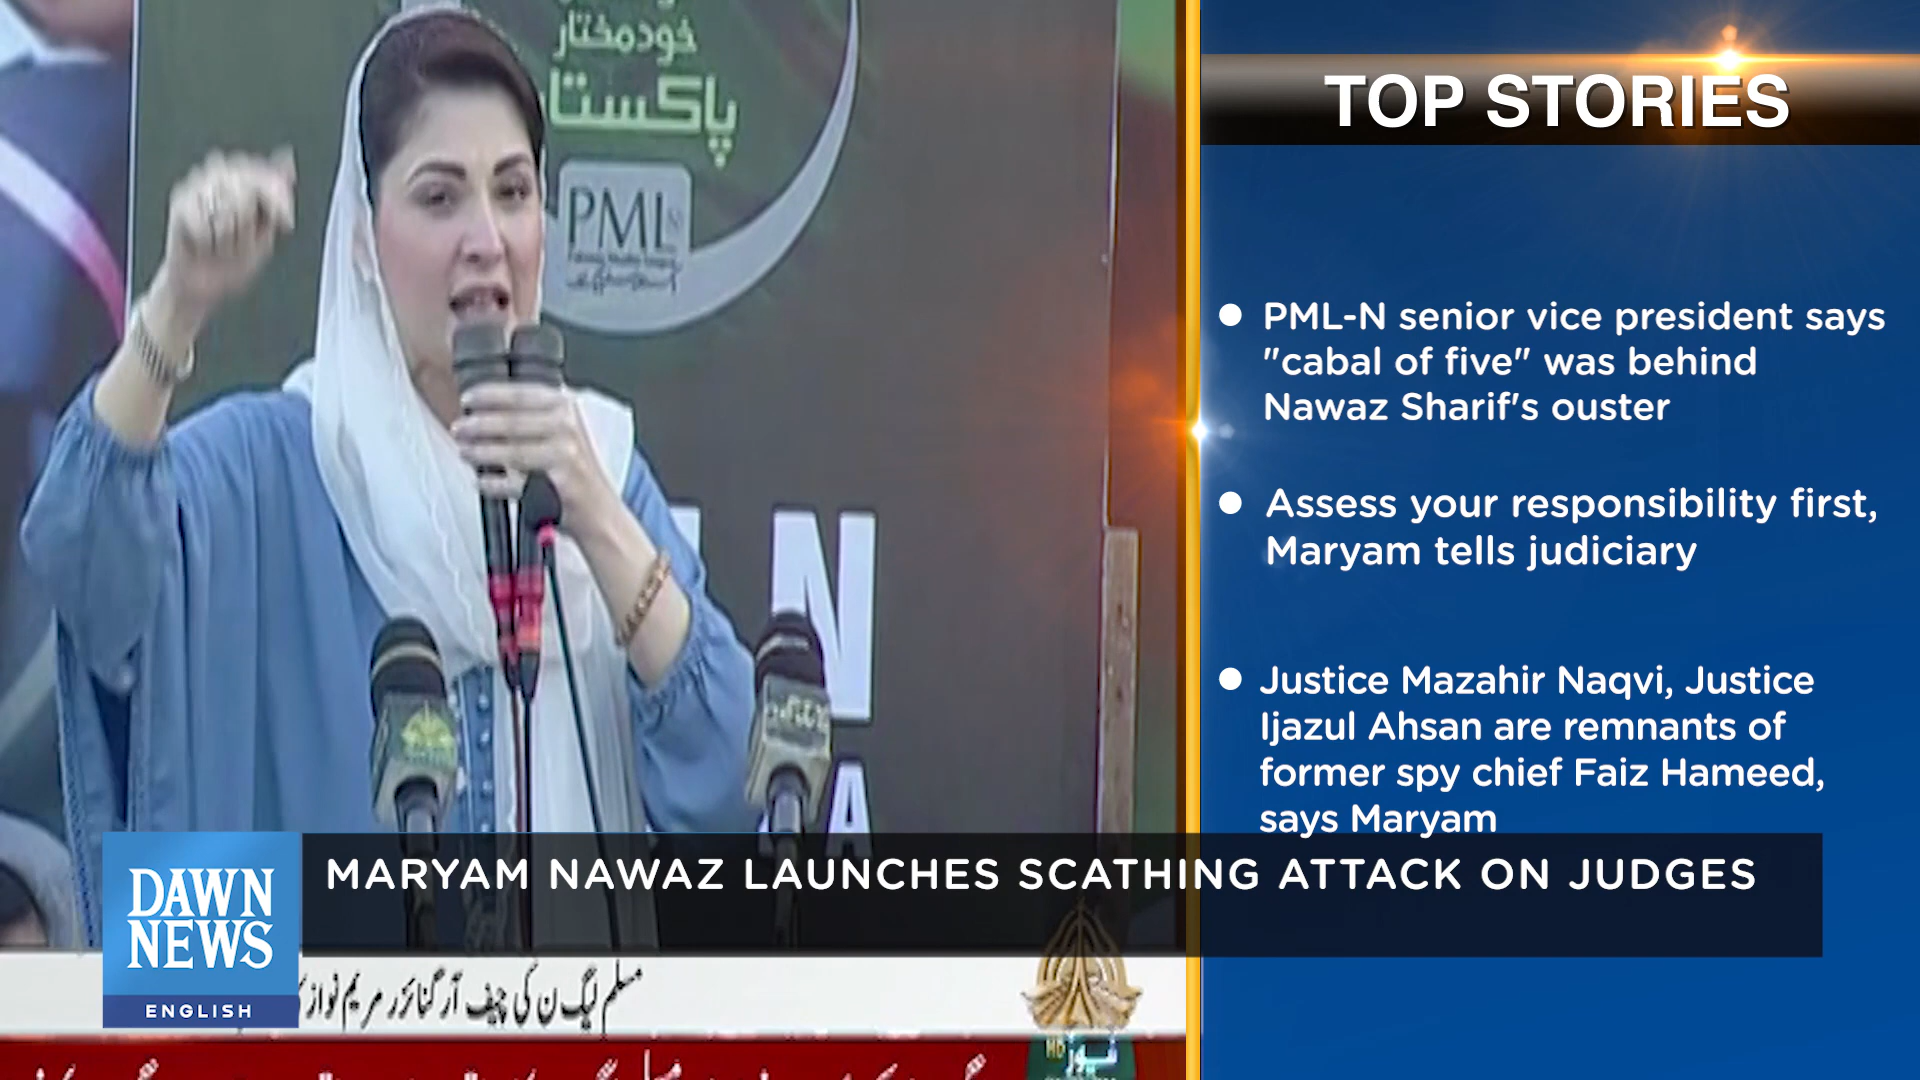 خودمختار
پاکستان
PML
N
A
TOP STORIES
PML-N senior vice president says
"cabal of five" was behind
Nawaz Sharif's ouster
Assess your responsibility first,
Maryam tells judiciary
Justice Mazahir Naqvi, Justice
Ijazul Ahsan are remnants of
former spy chief Faiz Hameed,
says Maryam
MARYAM NAWAZ LAUNCHES SCATHING ATTACK ON JUDGES
DAWN
NEWS
ENGLISH
مسلم لیگ ن کی چیف آرگنائزر مریم نواز
HD نیوز